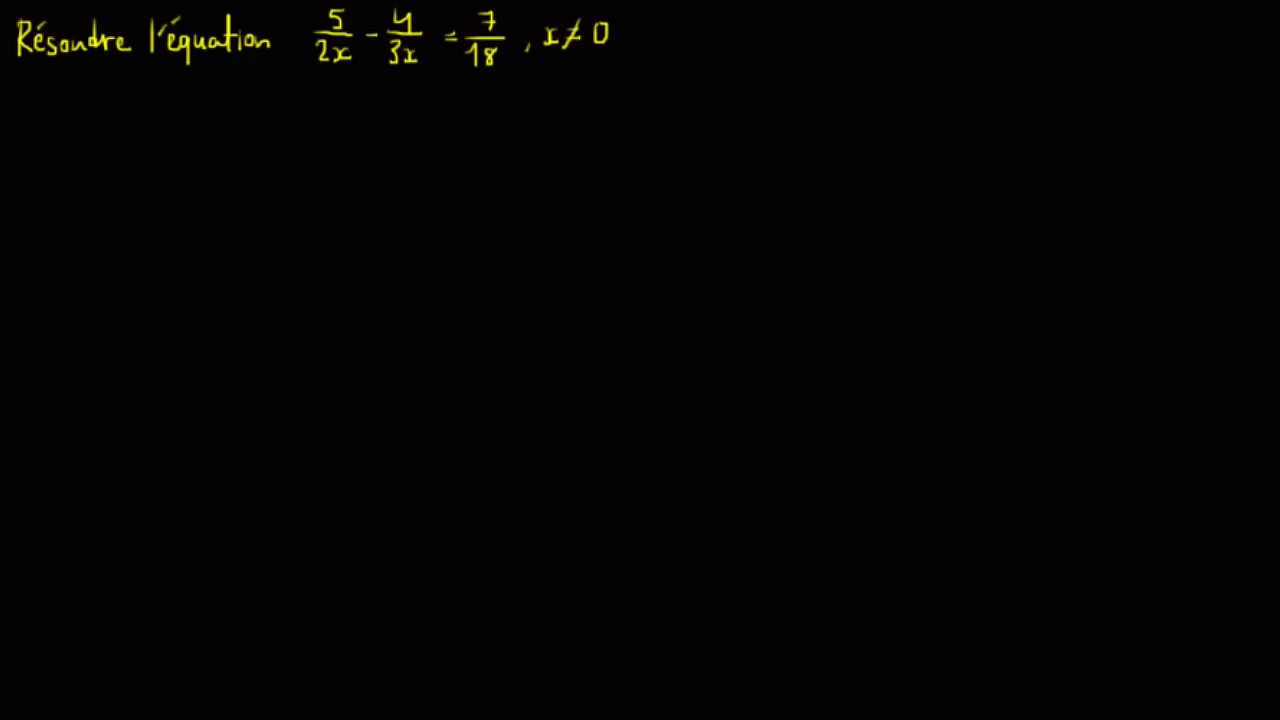 Résoudre l'équation 5/2x - 4/3x = 7/18 , x ≠ 0